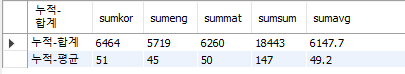 누적-
합계 sumkor sumeng summat sumsum sumavg
누적-합계 6464 5719 6260 18443 6147.7
누적-평균 51 45 50 147 49.2